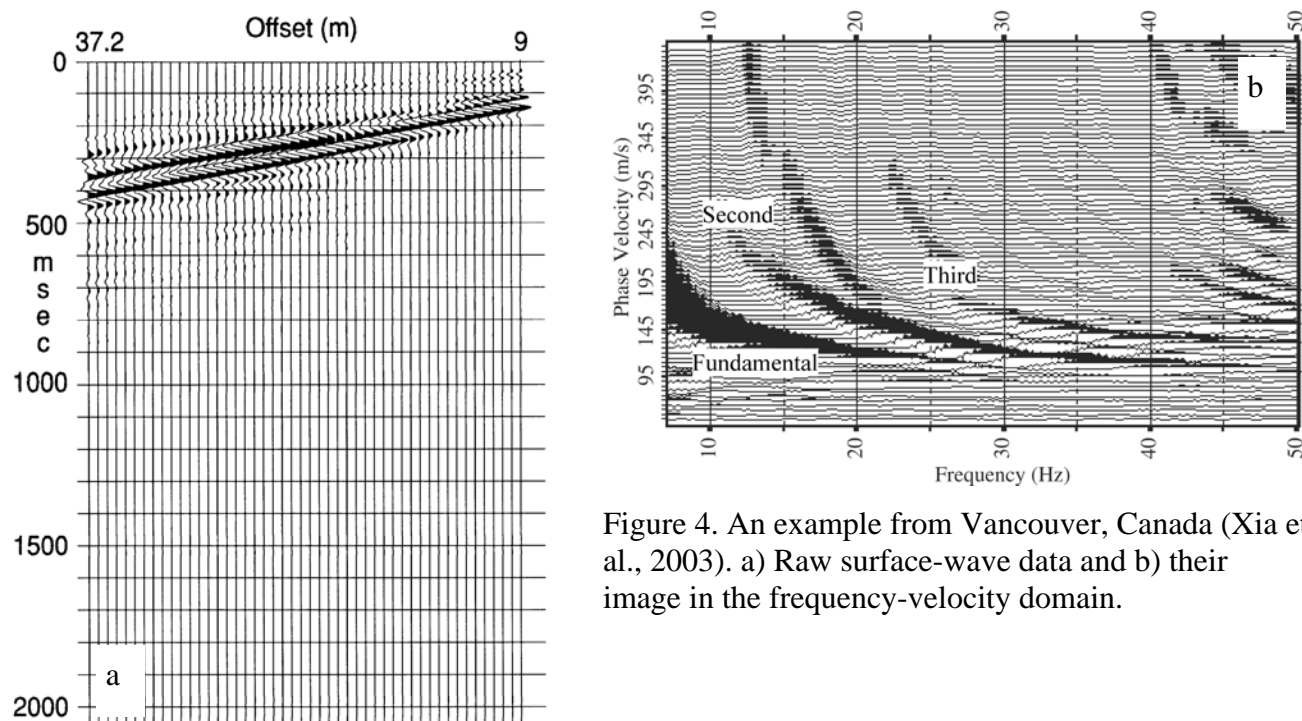 Offset (m)
37.2 9
0
500
m
s
e
c
1000
1500
2000
a
10 20 30 40 50
b
Phase Velocity (m/s)
395
345
295
245
195
145
95
Second
Third
Fundamental
10 20 30 40 50
Frequency (Hz)
Figure 4. An example from Vancouver, Canada (Xia et
al., 2003). a) Raw surface-wave data and b) their
image in the frequency-velocity domain.